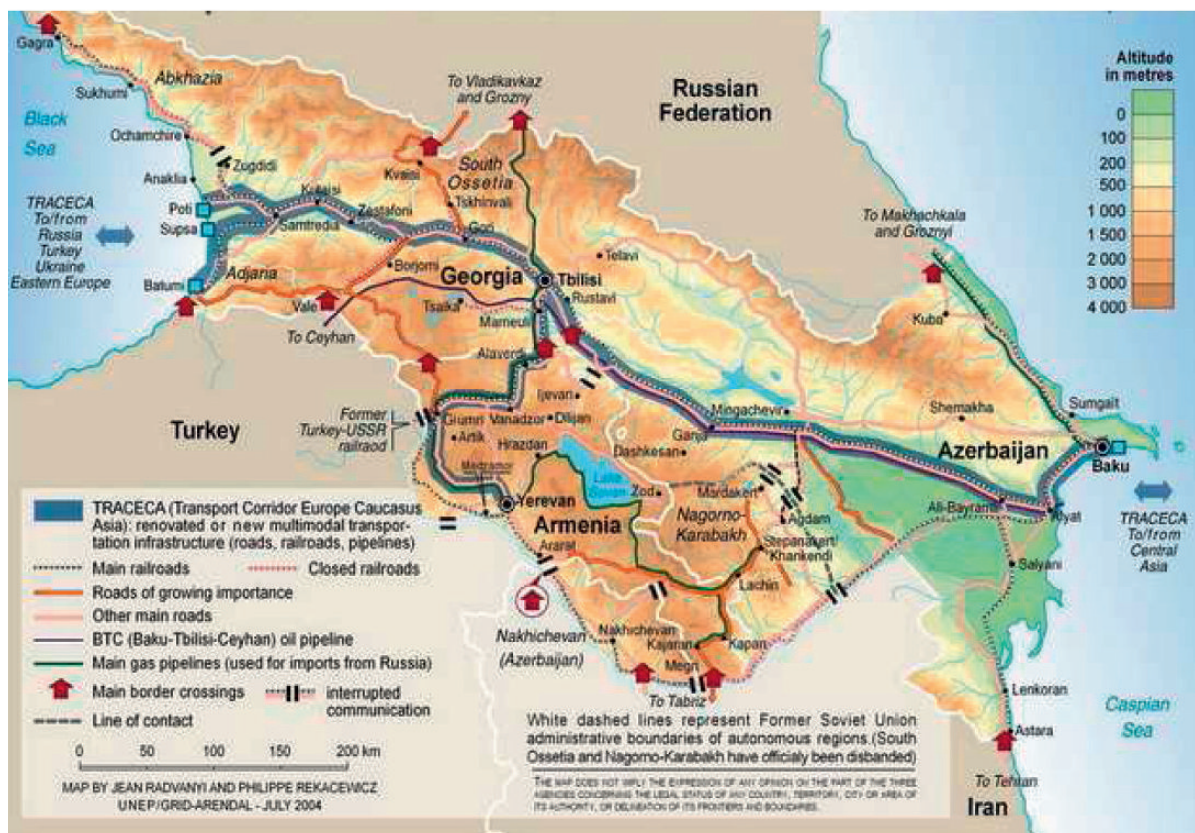 Gagra
Abkhazia
Sukhumi
Black
Sea
Ochamchire
Zugdidi
Anaklia
To Vladikavkaz
and Grozny
Russian
Federation
Altitude
in metres
0
100
200
500
1 000
1 500
2 000
3 000
4 000
Kvaisi
South
Ossetia
Tskhinvali
TRACECA
To/from
Russia
Turkey
Ukraine
Eastern Europe
Poti
Supsa
Kutaisi
Samtredia
Zestafoni
Gori
Batumi
Adjaria
Borjomi
Georgia
Tbilisi
Telavi
Rustavi
Vale
Tsalka
Marneuli
To Ceyhan
Alaverdi
To Makhachkala
and Groznyi
Kuba
Turkey
Former
Turkey-USSR
railraod
Giumri
Vanadzor
Ijevan
Dilijan
Artik
Hrazdan
Medzamor
Yerevan
Armenia
Lake
Sevan
Zod
Mingachevir
Ganja
Dashkesan
Shemakha
Sumgait
Azerbaijan
Baku
Mardakert
Nagorno-
Karabakh
Agdam
Stepanakert/
Khankendi
Ali-Bayramli
Alyat
Salyani
TRACECA
To/from
Central
Asia
Ararat
Lachin
Nakhichevan
(Azerbaijan)
Nakhichevan
Kajaran
Kapan
Megri
To Tabriz
Lenkoran
Astara
Caspian
Sea
To Tehran
Iran
TRACECA (Transport Corridor Europe Caucasus
Asia): renovated or new multimodal transpor-
tation infrastructure (roads, railroads, pipelines)
Main railroads
Closed railroads
Roads of growing importance
Other main roads
BTC (Baku-Tbilisi-Ceyhan) oil pipeline
Main gas pipelines (used for imports from Russia)
Main border crossings
interrupted
communication
Line of contact
0 50 100 150 200 km
MAP BY JEAN RADVANYI AND PHILIPPE REKACEWICZ
UNEP/GRID-ARENDAL - JULY 2004
White dashed lines represent Former Soviet Union
administrative boundaries of autonomous regions.(South
Ossetia and Nagorno-Karabakh have officialy been disbanded)
THE MAP DOES NOT IMPLY THE EXPRESSION OF ANY OPINION ON THE PART OF THE THREE
AGENCIES CONCERNING THE LEGAL STATUS OF ANY COUNTRY, TERRITORY, CITY OR AREA OF
ITS AUTHORITY, OR DELINEATION OF ITS FRONTIERS AND BOUNDARIES.